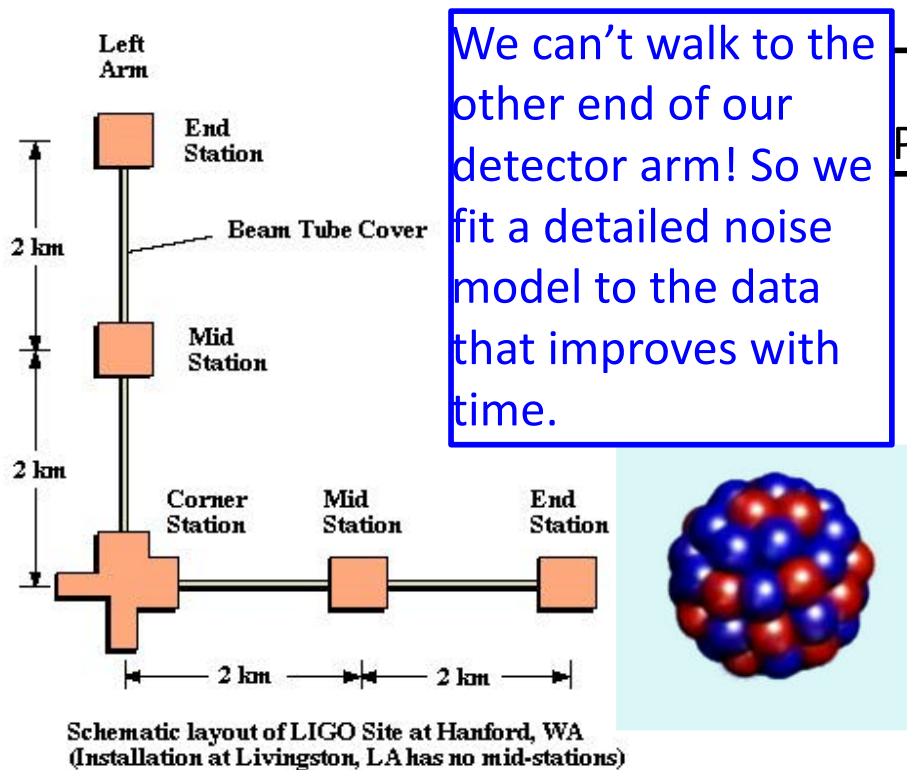 Left
Arm
End
Station
Beam Tube Cover
2 km
Mid
Station
2 km
Corner
Station
Mid
Station
End
Station
2 km
2 km
Schematic layout of LIGO Site at Hanford, WA
(Installation at Livingston, LA has no mid-stations)
We can’t walk to the
other end of our
detector arm! So we
fit a detailed noise
model to the data
that improves with
time.